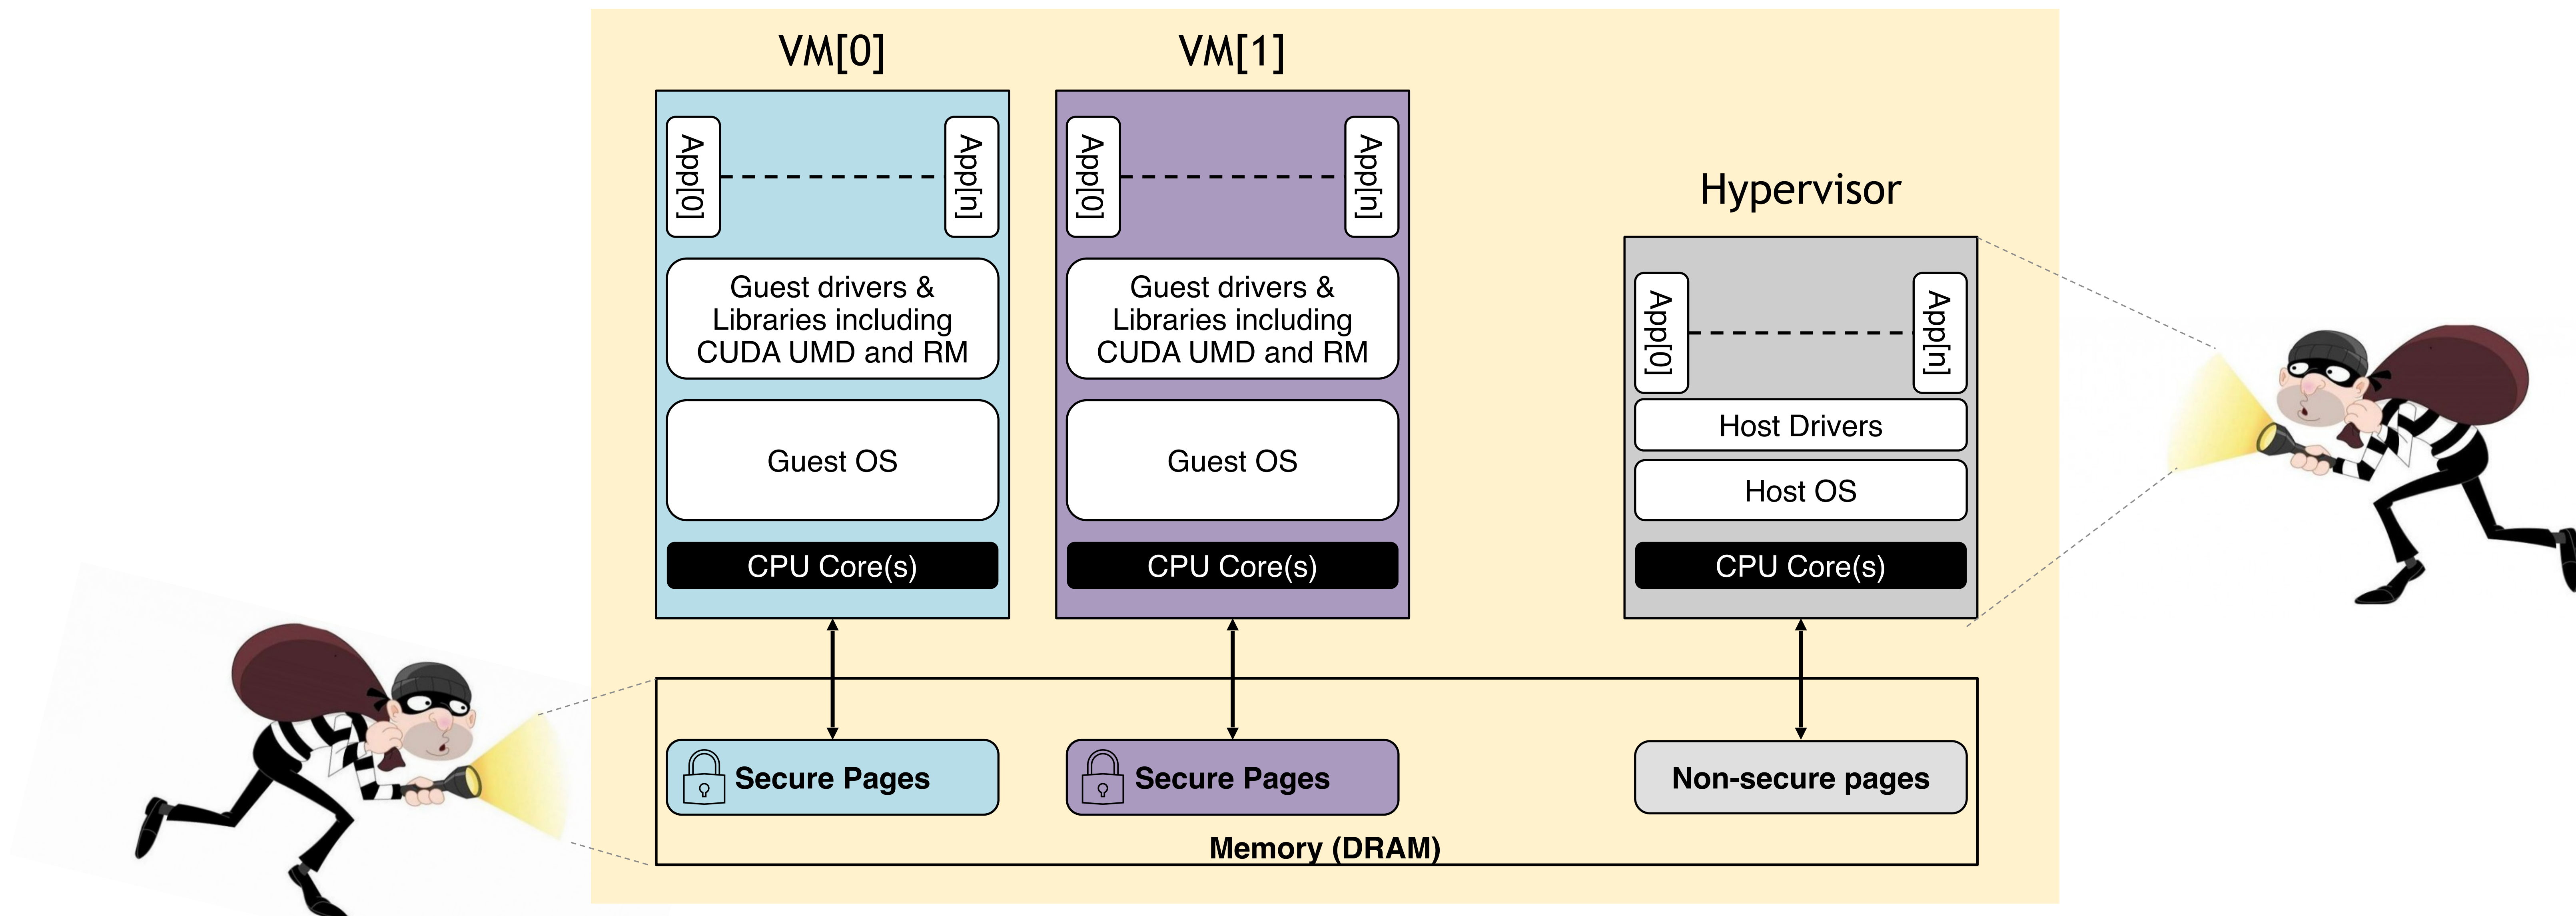 VM[0]
VM[1]
Hypervisor
App[0]
App[n]
Guest drivers &
Libraries including
CUDA UMD and RM
Guest OS
CPU Core(s)
App[0]
App[n]
Guest drivers &
Libraries including
CUDA UMD and RM
Guest OS
CPU Core(s)
App[0]
App[n]
Host Drivers
Host OS
CPU Core(s)
Secure Pages
Secure Pages
Non-secure pages
Memory (DRAM)